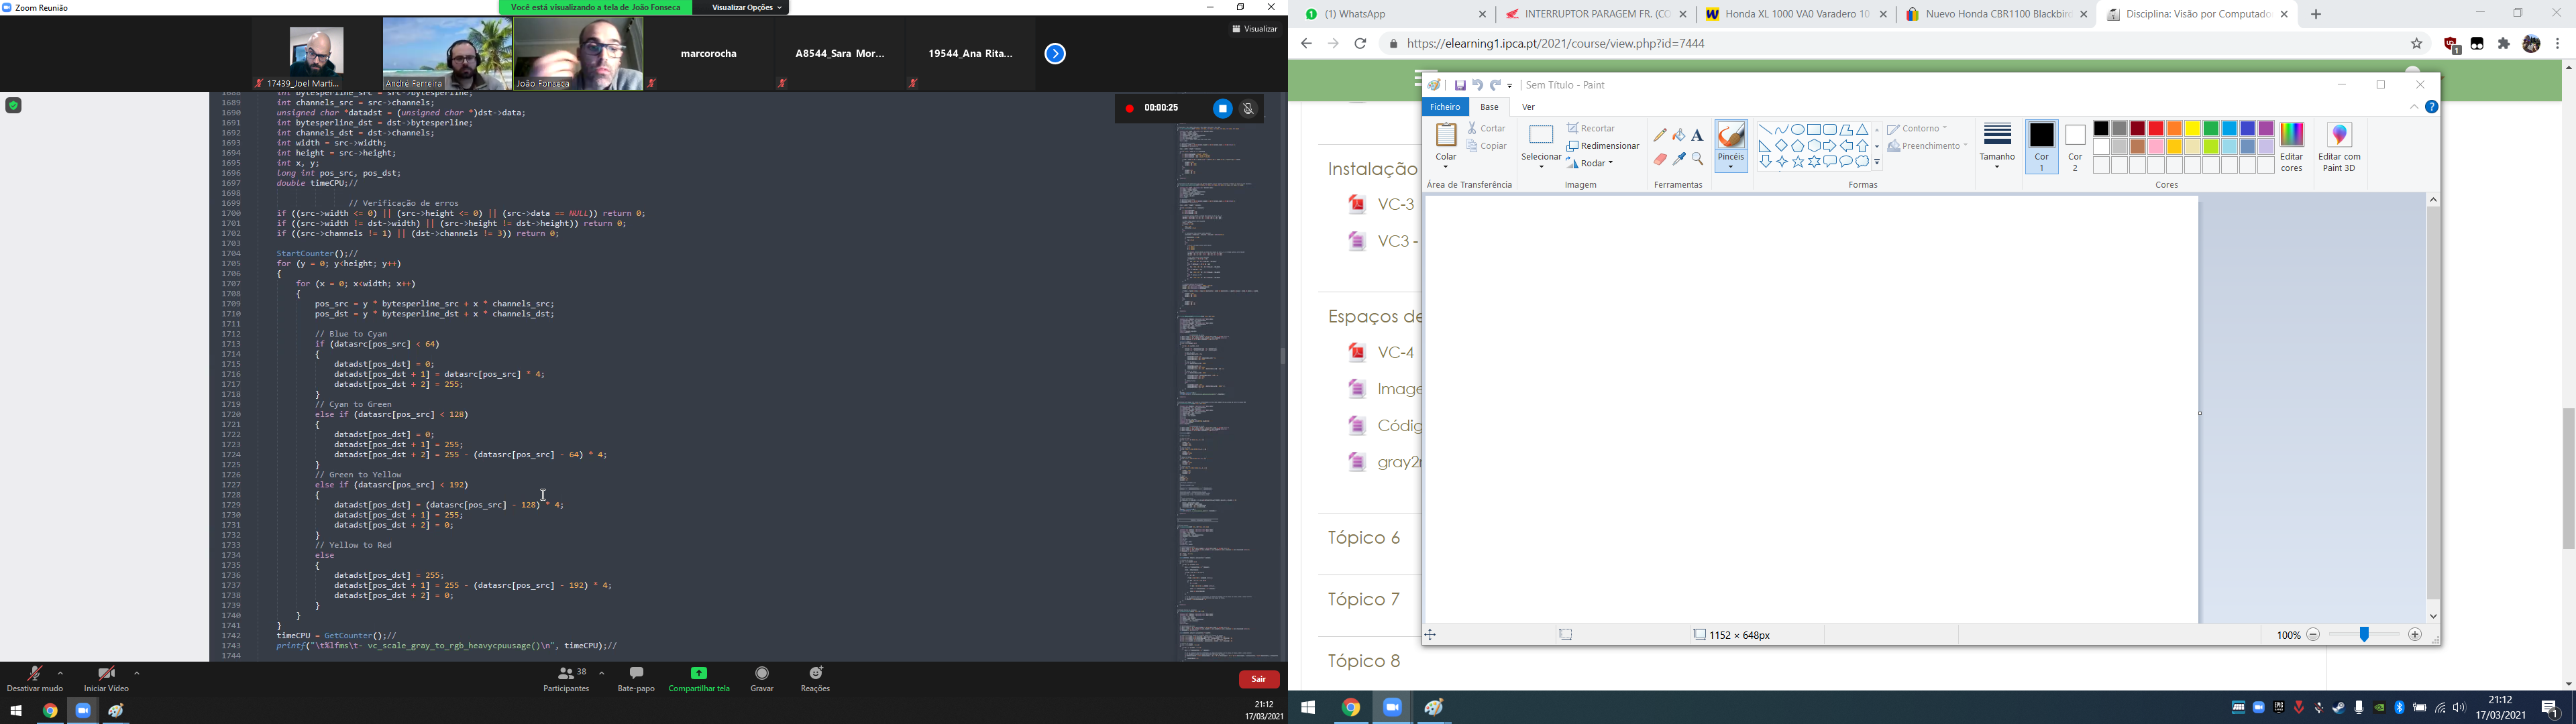 Zoom Reunião
Você está visualizando a tela de João Fonseca
Visualizar Opções
Visualizar
17439_Joel Marti...
André Ferreira
João Fonseca
marcorocha
A8544_Sara Mor...
19544_Ana Rita...
00:00:25
1688 int bytesperline_src = src->bytesperline;
1689 int channels_src = src->channels;
1690 unsigned char *datadst = (unsigned char *)dst->data;
1691 int bytesperline_dst = dst->bytesperline;
1692 int channels_dst = dst->channels;
1693 int width = src->width;
1694 int height = src->height;
1695 int x, y;
1696 long int pos_src, pos_dst;
1697 double timeCPU;//
1698
1699 // Verificação de erros
1700 if ((src->width <= 0) || (src->height <= 0) || (src->data == NULL)) return 0;
1701 if ((src->width != dst->width) || (src->height != dst->height)) return 0;
1702 if ((src->channels != 1) || (dst->channels != 3)) return 0;
1703
1704 StartCounter();//
1705 for (y = 0; y<height; y++)
1706 {
1707 for (x = 0; x<width; x++)
1708 {
1709 pos_src = y * bytesperline_src + x * channels_src;
1710 pos_dst = y * bytesperline_dst + x * channels_dst;
1711
1712 // Blue to Cyan
1713 if (datasrc[pos_src] < 64)
1714 {
1715 datadst[pos_dst] = 0;
1716 datadst[pos_dst + 1] = datasrc[pos_src] * 4;
1717 datadst[pos_dst + 2] = 255;
1718 }
1719 // Cyan to Green
1720 else if (datasrc[pos_src] < 128)
1721 {
1722 datadst[pos_dst] = 0;
1723 datadst[pos_dst + 1] = 255;
1724 datadst[pos_dst + 2] = 255 - (datasrc[pos_src] - 64) * 4;
1725 }
1726 // Green to Yellow
1727 else if (datasrc[pos_src] < 192)
1728 {
1729 datadst[pos_dst] = (datasrc[pos_src] - 128) * 4;
1730 datadst[pos_dst + 1] = 255;
1731 datadst[pos_dst + 2] = 0;
1732 }
1733 // Yellow to Red
1734 else
1735 {
1736 datadst[pos_dst] = 255;
1737 datadst[pos_dst + 1] = 255 - (datasrc[pos_src] - 192) * 4;
1738 datadst[pos_dst + 2] = 0;
1739 }
1740 }
1741 }
1742 timeCPU = GetCounter();//
1743 printf("\t%lfms\t- vc_scale_gray_to_rgb_heavycpuusage()\n", timeCPU);//
1744
Desativar mudo
Iniciar Vídeo
Participantes
38
Bate-papo
Compartilhar tela
Gravar
Reações
Sair
21:12
17/03/2021
(1) WhatsApp
INTERRUPTOR PARAGEM FR. (CO
Honda XL 1000 VA0 Varadero 10
Nuevo Honda CBR1100 Blackbird
Disciplina: Visão por Computado
https://elearning1.ipca.pt/2021/course/view.php?id=7444
1
Instalação
VC-3
VC3 -
Espaços de
VC-4
Image
Códig
gray2r
Tópico 6
Tópico 7
Tópico 8
Sem Título - Paint
Ficheiro
Base
Ver
Colar
Cortar
Copiar
Área de Transferência
Selecionar
Recortar
Redimensionar
Rodar
Imagem
Ferramentas
Pincéis
Formas
Contorno
Preenchimento
Tamanho
Cor 1
Cor 2
Cores
Editar cores
Editar com Paint 3D
1152 × 648px
100%
21:12
17/03/2021
1